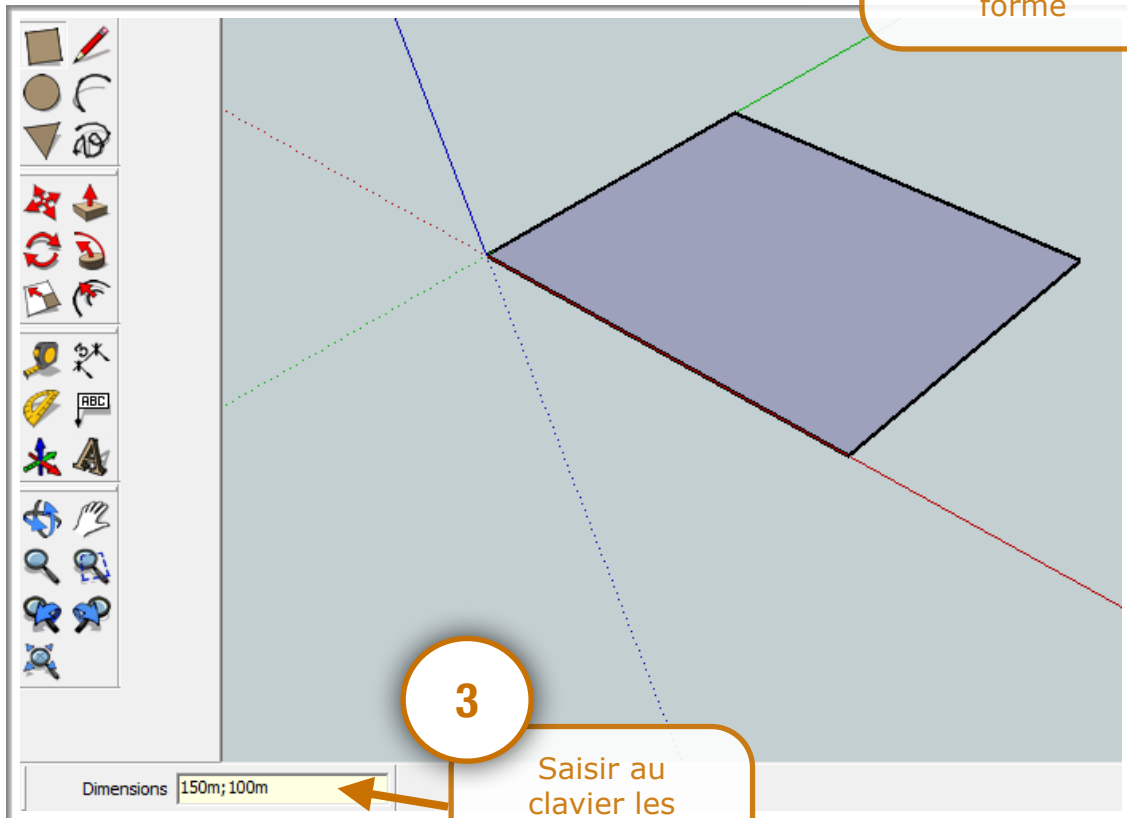 forme
ABC
3
Saisir au
clavier les
Dimensions 150m;100m